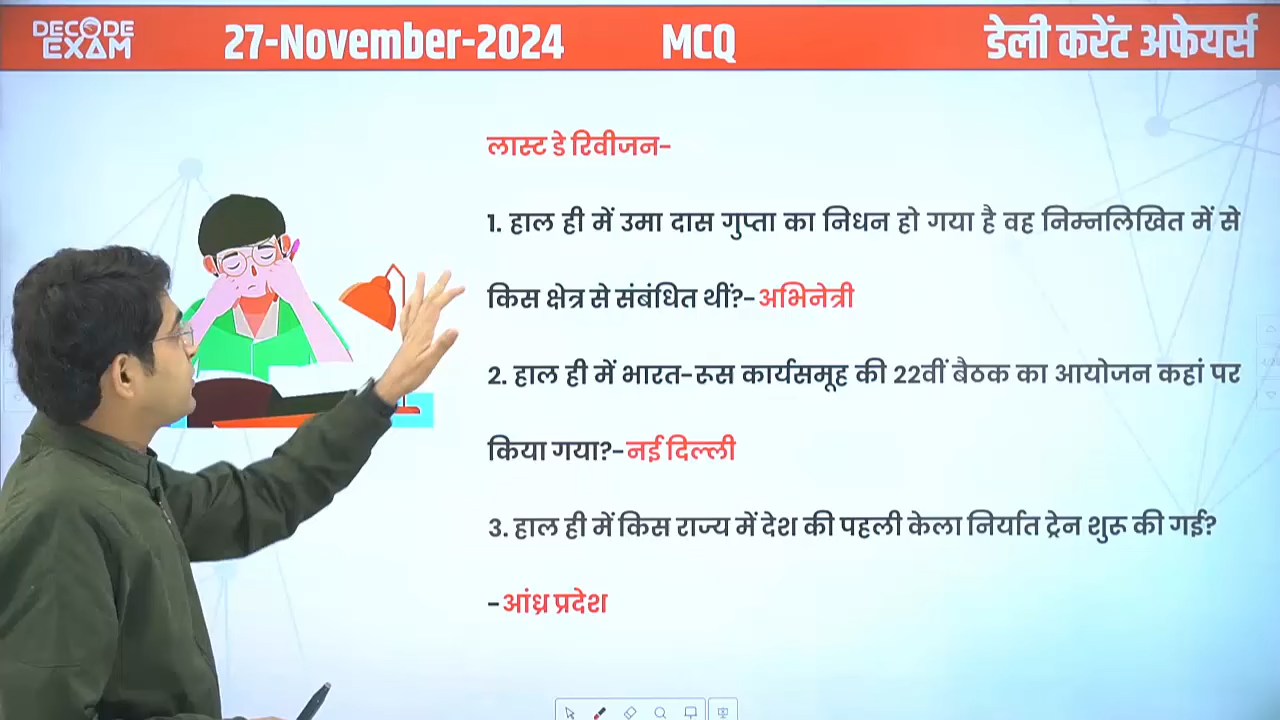 DECODE EXAM
27-November-2024 MCQ डेली करेंट अफेयर्स
लास्ट डे रिवीजन-
1. हाल ही में उमा दास गुप्ता का निधन हो गया है वह निम्नलिखित में से
किस क्षेत्र से संबंधित थीं?-अभिनेत्री
2. हाल ही में भारत-रूस कार्यसमूह की 22वीं बैठक का आयोजन कहां पर
किया गया?-नई दिल्ली
3. हाल ही में किस राज्य में देश की पहली केला निर्यात ट्रेन शुरू की गई?
-आंध्र प्रदेश